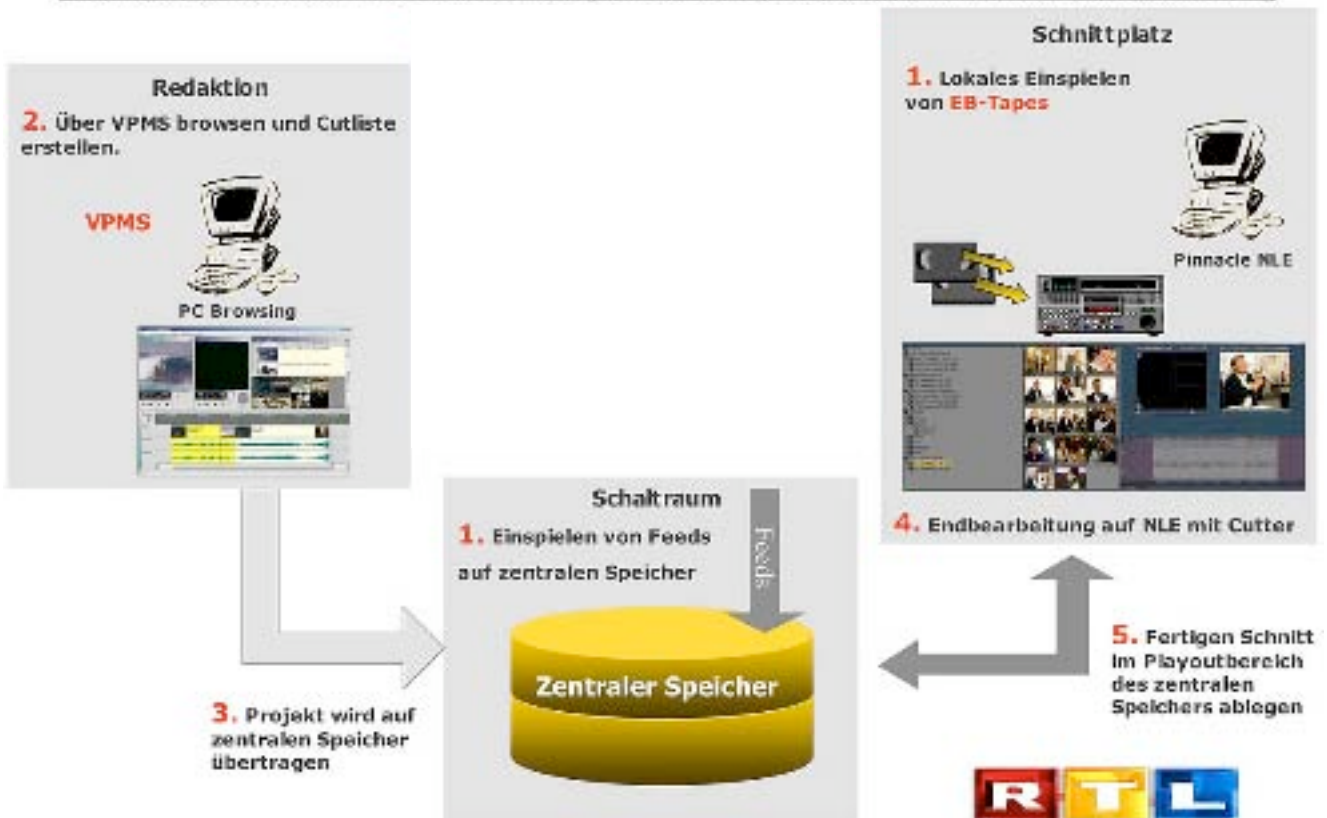 Redaktion
2. Über VPMS browsen und Cutliste
erstellen.
VPMS
PC Browsing
Schnittplatz
1. Lokales Einspielen
von EB-Tapes
Pinnacle NLE
4. Endbearbeitung auf NLE mit Cutter
Schaltraum
1. Einspielen von Feeds
auf zentralen Speicher
Feeds
Zentraler Speicher
3. Projekt wird auf
zentralen Speicher
übertragen
5. Fertigen Schnitt
im Playoutbereich
des zentralen
Speichers ablegen
RTL